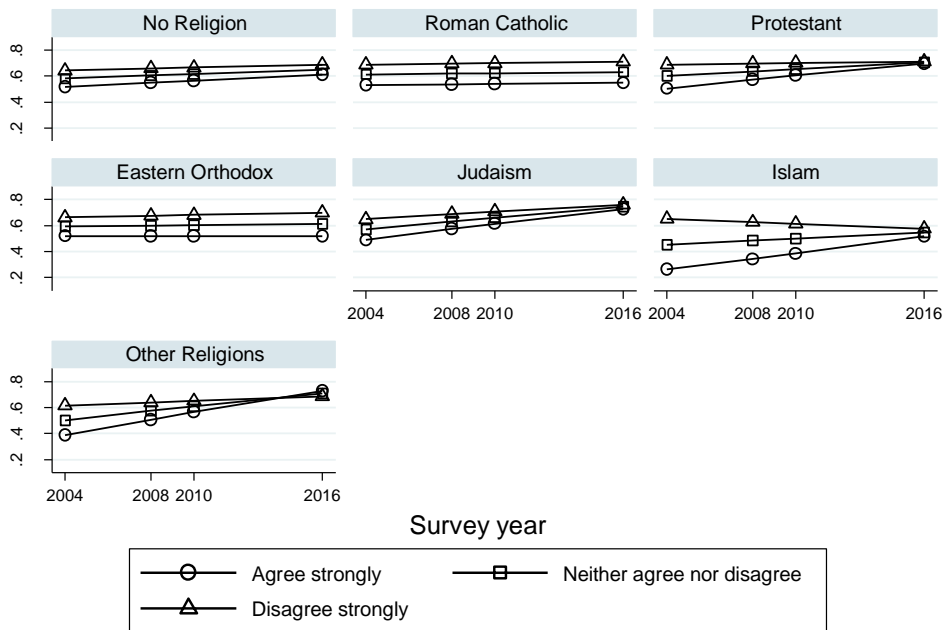 No Religion Roman Catholic Protestant
.2 .4 .6 .8
Eastern Orthodox Judaism Islam
.2 .4 .6 .8
2004 2008 2010 2016 2004 2008 2010 2016
Other Religions
.2 .4 .6 .8
2004 2008 2010 2016
Survey year
Agree strongly Neither agree nor disagree
Disagree strongly